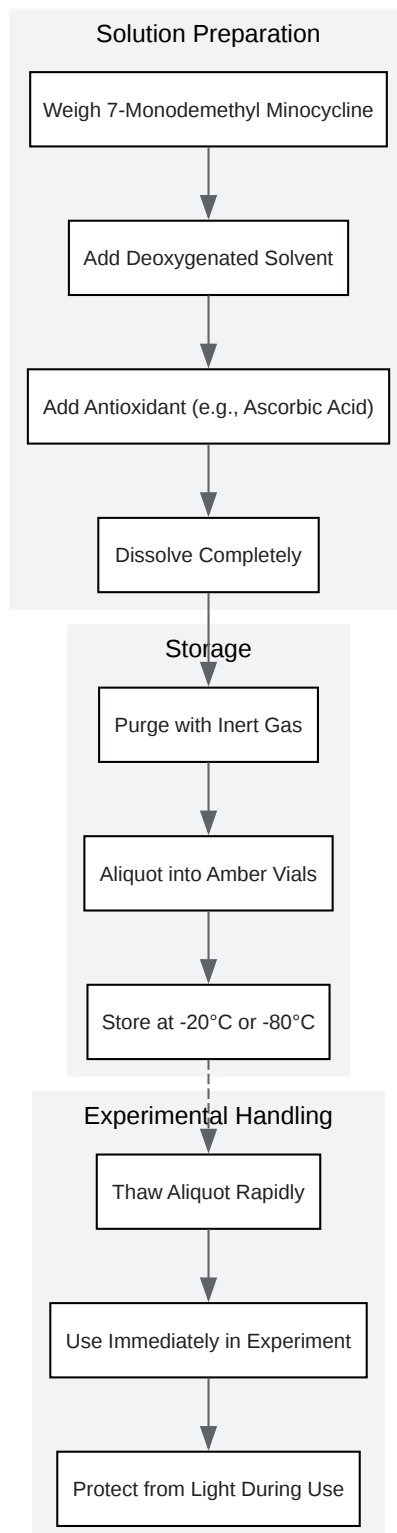 Solution Preparation
Weigh 7-Monodemethyl Minocycline
Add Deoxygenated Solvent
Add Antioxidant (e.g., Ascorbic Acid)
Dissolve Completely
Storage
Purge with Inert Gas
Aliquot into Amber Vials
Store at -20°C or -80°C
Experimental Handling
Thaw Aliquot Rapidly
Use Immediately in Experiment
Protect from Light During Use